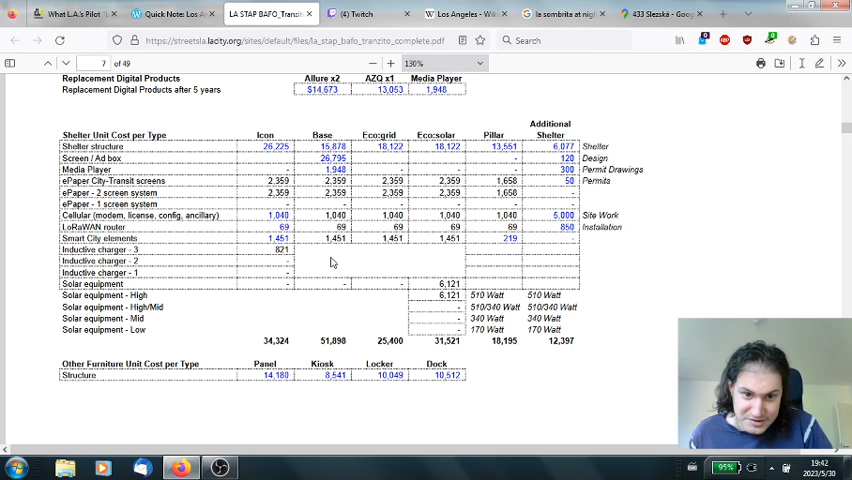 What L.A.'s Pilot 'L
Quick Note: Los A
LA STAP BAFO_Tranzito
(4) Twitch
Los Angeles - Wik
la sombrita at nigh
433 Slezská - Goog
https://streetsla.lacity.org/sites/default/files/la_stap_bafo_tranzito_complete.pdf
Search
0
7 of 49
130%
Replacement Digital Products Allure x2 AZQ x1 Media Player
Replacement Digital Products after 5 years $14,673 13,053 1,948
Additional
Shelter Unit Cost per Type Icon Base Eco:grid Eco:solar Pillar Shelter
Shelter structure 26,225 15,878 18,122 18,122 13,551 6,077 Shelter
Screen / Ad box 26,795 - 120 Design
Media Player - 1,948 - - - 300 Permit Drawings
ePaper City-Transit screens 2,359 2,359 2,359 2,359 1,658 50 Permits
ePaper - 2 screen system 2,359 2,359 2,359 2,359 1,658 -
ePaper - 1 screen system - - - - - -
Cellular (modem, license, config, ancillary) 1,040 1,040 1,040 1,040 1,040 5,000 Site Work
LoRaWAN router 69 69 69 69 69 850 Installation
Smart City elements 1,451 1,451 1,451 1,451 219 -
Inductive charger - 3 821
Inductive charger - 2 -
Inductive charger - 1 -
Solar equipment - - - 6,121
Solar equipment - High 6,121 510 Watt 510 Watt
Solar equipment - High/Mid - 510/340 Watt 510/340 Watt
Solar equipment - Mid - 340 Watt 340 Watt
Solar equipment - Low - 170 Watt 170 Watt
34,324 51,898 25,400 31,521 18,195 12,397
Other Furniture Unit Cost per Type Panel Kiosk Locker Dock
Structure 14,180 8,541 10,049 10,512
95%
19:42
2023/5/30